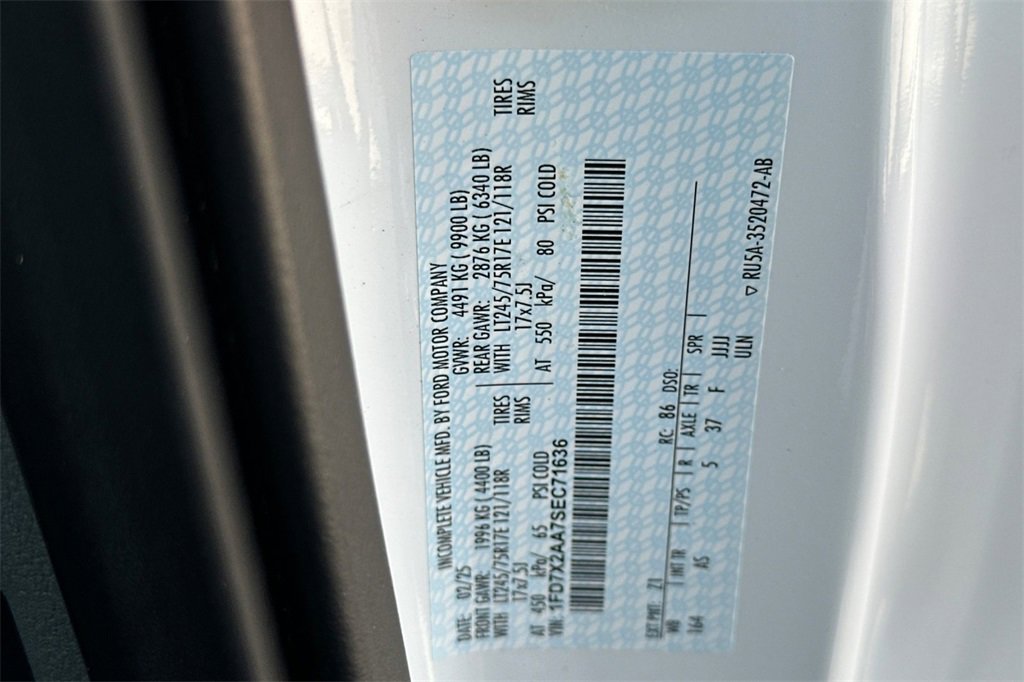 INCOMPLETE VEHICLE MFD. BY FORD MOTOR COMPANY
DATE: 02/25 GVWR: 4491 KG ( 9900 LB)
FRONT GAWR: 1996 KG ( 4400 LB) REAR GAWR: 2876 KG ( 6340 LB)
WITH LT245/75R17E 121/118R TIRES WITH LT245/75R17E 121/118R TIRES
17x7.5J RIMS 17x7.5J RIMS
AT 450 kPa/ 65 PSI COLD AT 550 kPa/ 80 PSI COLD
VIN: 1FD7X2AA7SEC71636
EXT PNT: Z1 RC: 86 DSO:
WB INT TR TP/PS R AXLE TR SPR
164 AS 5 37 F JJJJ
ULN
▽ RU5A-3520472-AB